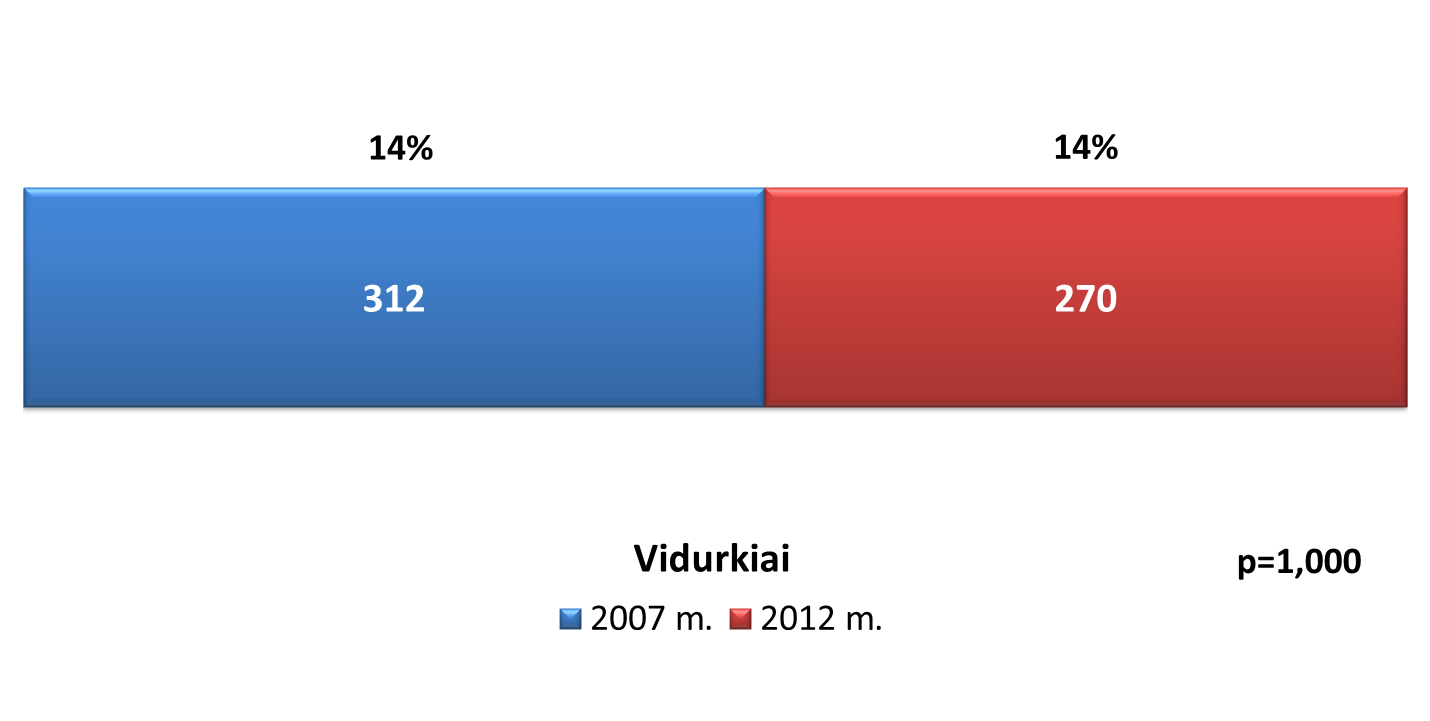 14% 14%
312 270
Vidurkiai
p=1,000
2007 m. 2012 m.